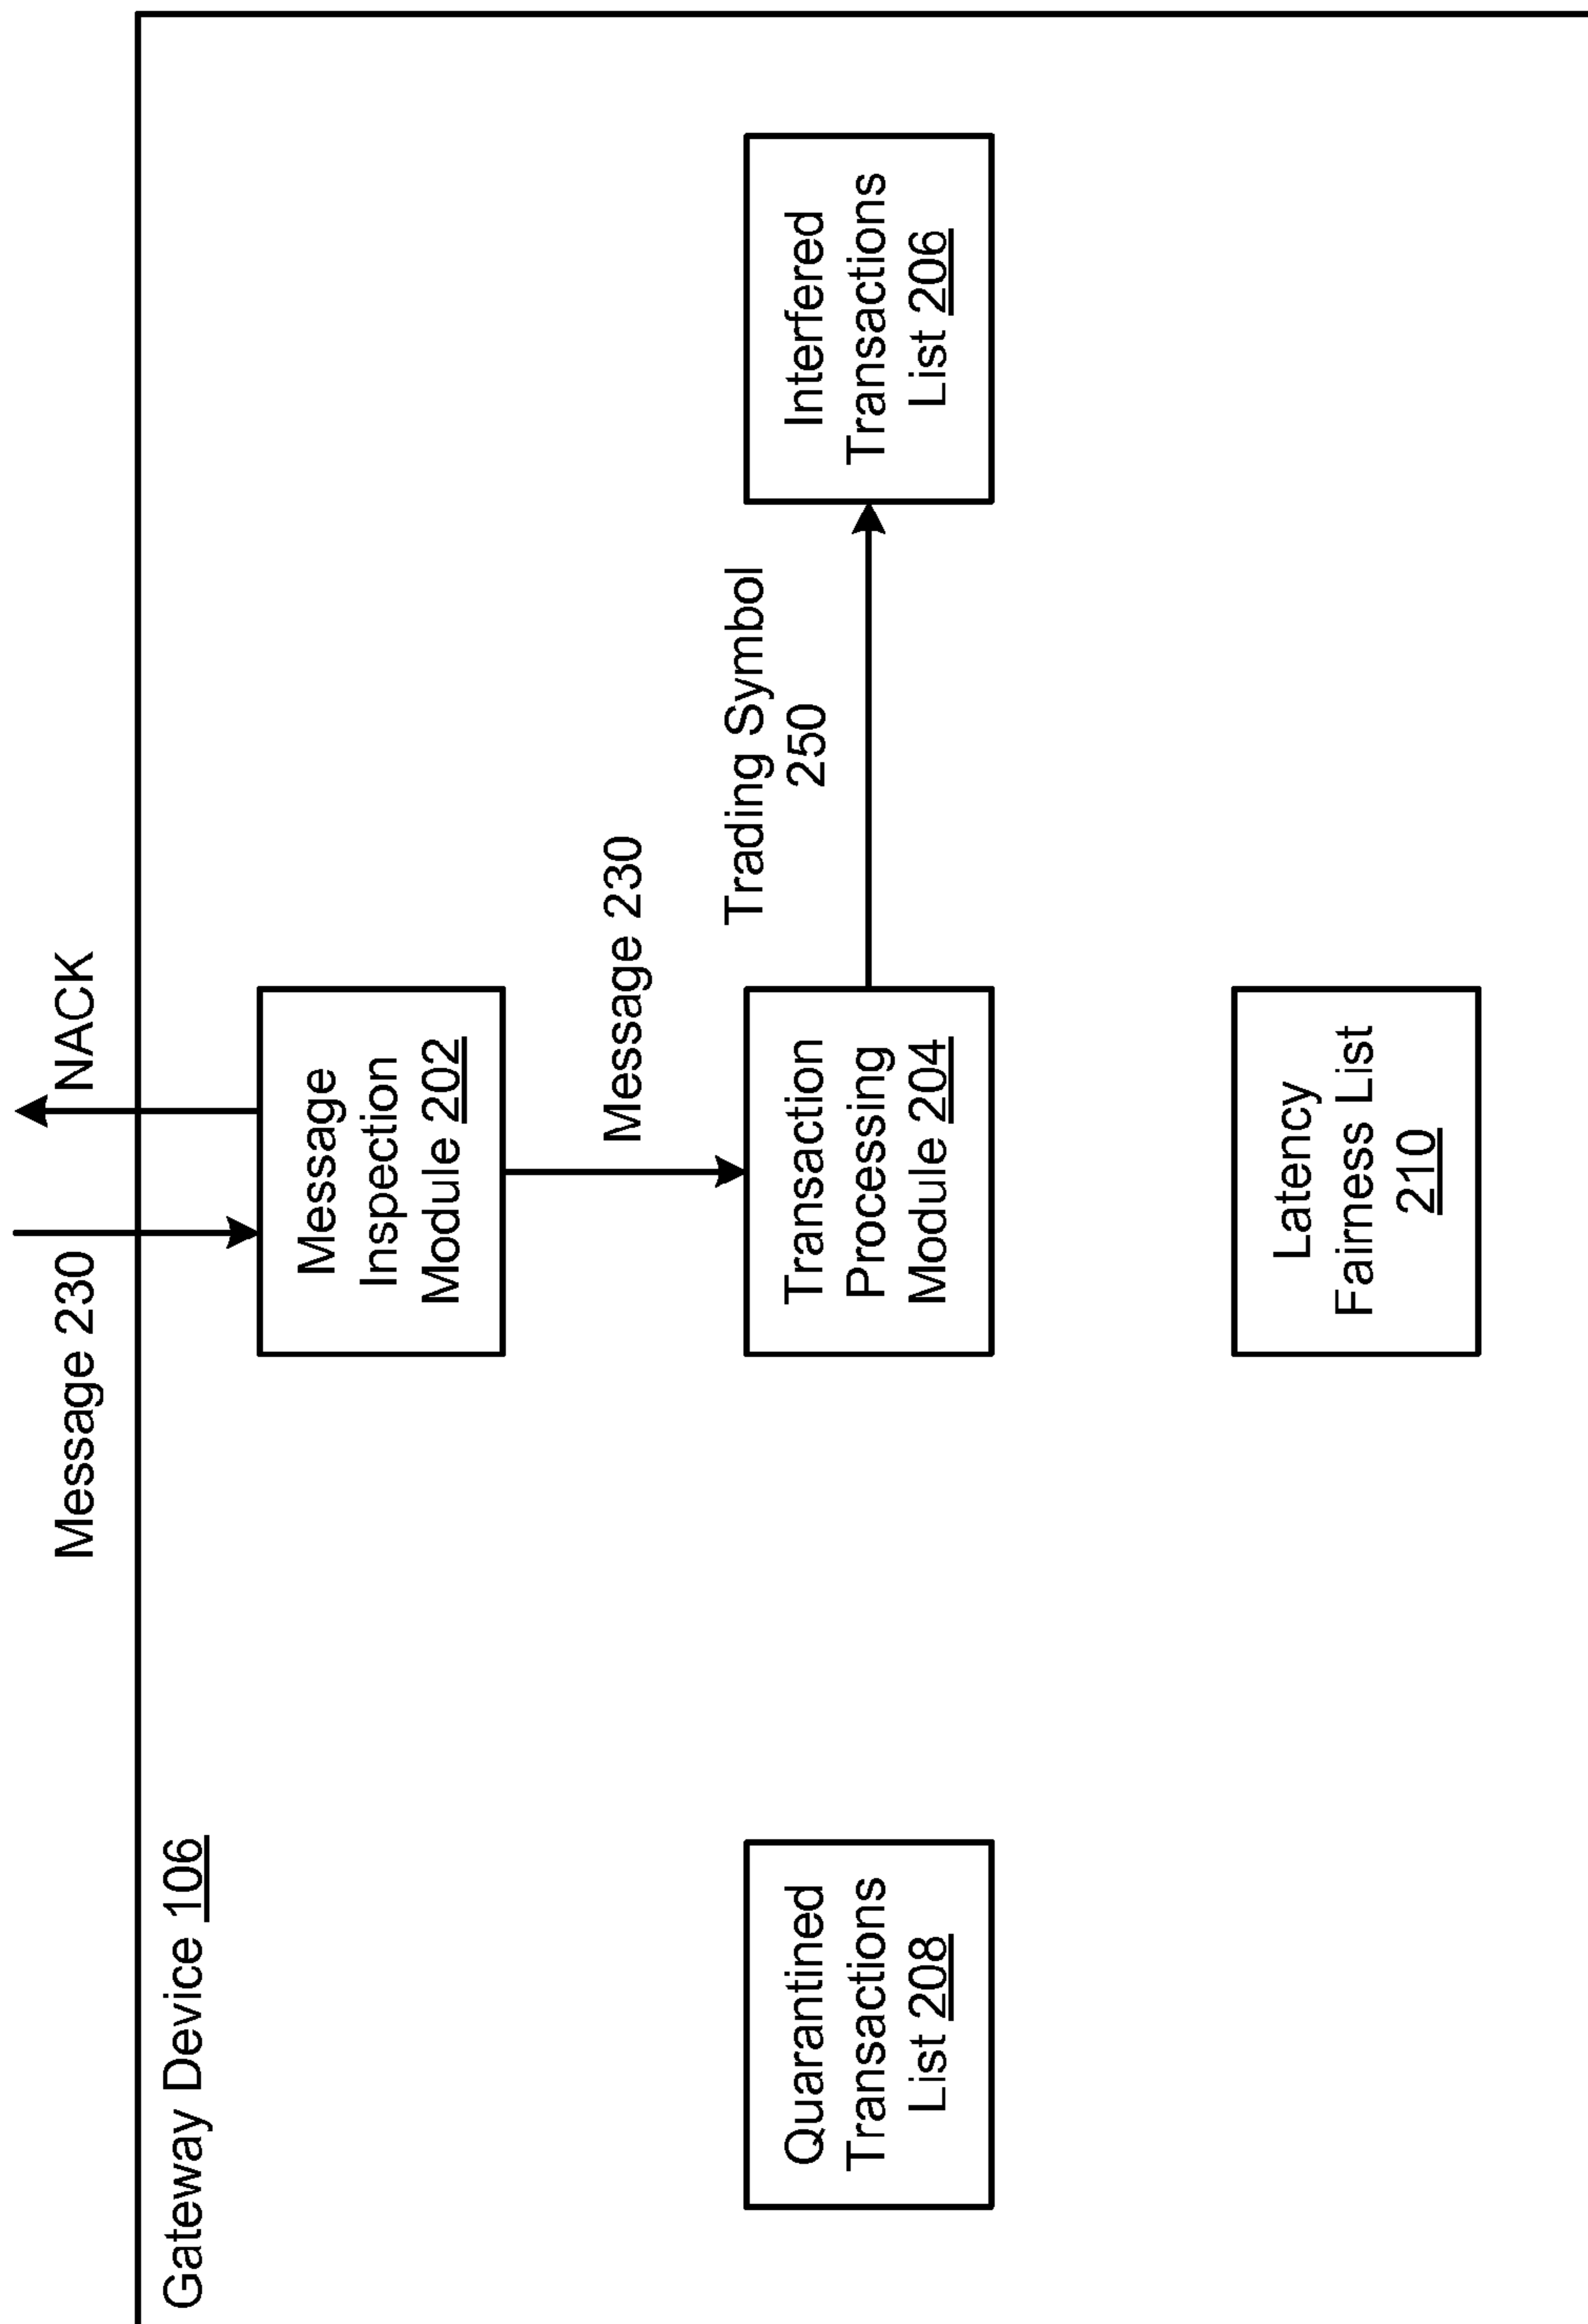 Message 230
NACK
Gateway Device 106
Message
Inspection
Module 202
Message 230
Quarantined
Transactions
List 208
Transaction
Processing
Module 204
Trading Symbol
250
Interfered
Transactions
List 206
Latency
Fairness List
210